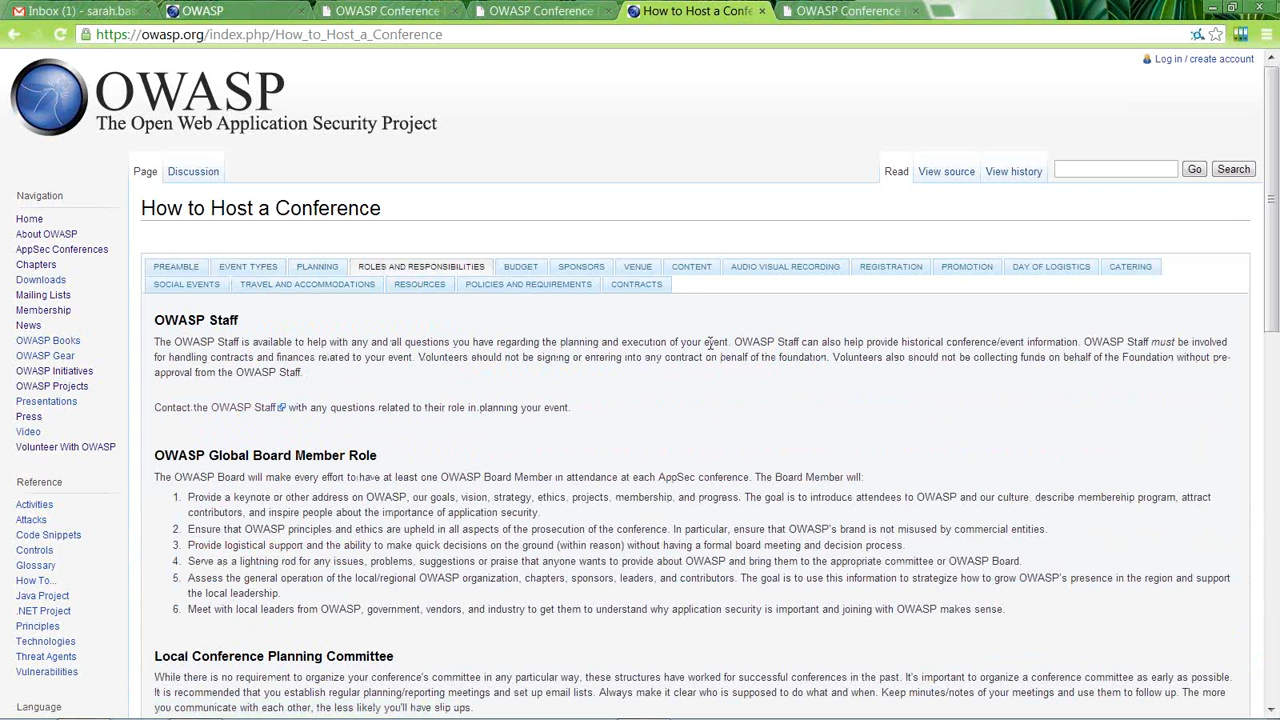 Inbox (1) - sarah.bas
OWASP
OWASP Conference
OWASP Conference
How to Host a Confe
OWASP Conference
https://owasp.org/index.php/How_to_Host_a_Conference
Log in / create account
OWASP
The Open Web Application Security Project
Page
Discussion
Read
View source
View history
Go
Search
Navigation
Home
About OWASP
AppSec Conferences
Chapters
Downloads
Mailing Lists
Membership
News
OWASP Books
OWASP Gear
OWASP Initiatives
OWASP Projects
Presentations
Press
Video
Volunteer With OWASP
Reference
Activities
Attacks
Code Snippets
Controls
Glossary
How To...
Java Project
.NET Project
Principles
Technologies
Threat Agents
Vulnerabilities
Language
How to Host a Conference
PREAMBLE
EVENT TYPES
PLANNING
ROLES AND RESPONSIBILITIES
BUDGET
SPONSORS
VENUE
CONTENT
AUDIO VISUAL RECORDING
REGISTRATION
PROMOTION
DAY OF LOGISTICS
CATERING
SOCIAL EVENTS
TRAVEL AND ACCOMMODATIONS
RESOURCES
POLICIES AND REQUIREMENTS
CONTRACTS
OWASP Staff
The OWASP Staff is available to help with any and all questions you have regarding the planning and execution of your event. OWASP Staff can also help provide historical conference/event information. OWASP Staff must be involved
for handling contracts and finances related to your event. Volunteers should not be signing or entering into any contract on behalf of the foundation. Volunteers also should not be collecting funds on behalf of the Foundation without pre-
approval from the OWASP Staff.
Contact the OWASP Staff with any questions related to their role in planning your event.
OWASP Global Board Member Role
The OWASP Board will make every effort to have at least one OWASP Board Member in attendance at each AppSec conference. The Board Member will:
1. Provide a keynote or other address on OWASP, our goals, vision, strategy, ethics, projects, membership, and progress. The goal is to introduce attendees to OWASP and our culture, describe membership program, attract
contributors, and inspire people about the importance of application security.
2. Ensure that OWASP principles and ethics are upheld in all aspects of the prosecution of the conference. In particular, ensure that OWASP's brand is not misused by commercial entities.
3. Provide logistical support and the ability to make quick decisions on the ground (within reason) without having a formal board meeting and decision process.
4. Serve as a lightning rod for any issues, problems, suggestions or praise that anyone wants to provide about OWASP and bring them to the appropriate committee or OWASP Board.
5. Assess the general operation of the local/regional OWASP organization, chapters, sponsors, leaders, and contributors. The goal is to use this information to strategize how to grow OWASP's presence in the region and support
the local leadership.
6. Meet with local leaders from OWASP, government, vendors, and industry to get them to understand why application security is important and joining with OWASP makes sense.
Local Conference Planning Committee
While there is no requirement to organize your conference's committee in any particular way, these structures have worked for successful conferences in the past. It's important to organize a conference committee as early as possible.
It is recommended that you establish regular planning/reporting meetings and set up email lists. Always make it clear who is supposed to do what and when. Keep minutes/notes of your meetings and use them to follow up. The more
you communicate with each other, the less likely you'll have slip ups.